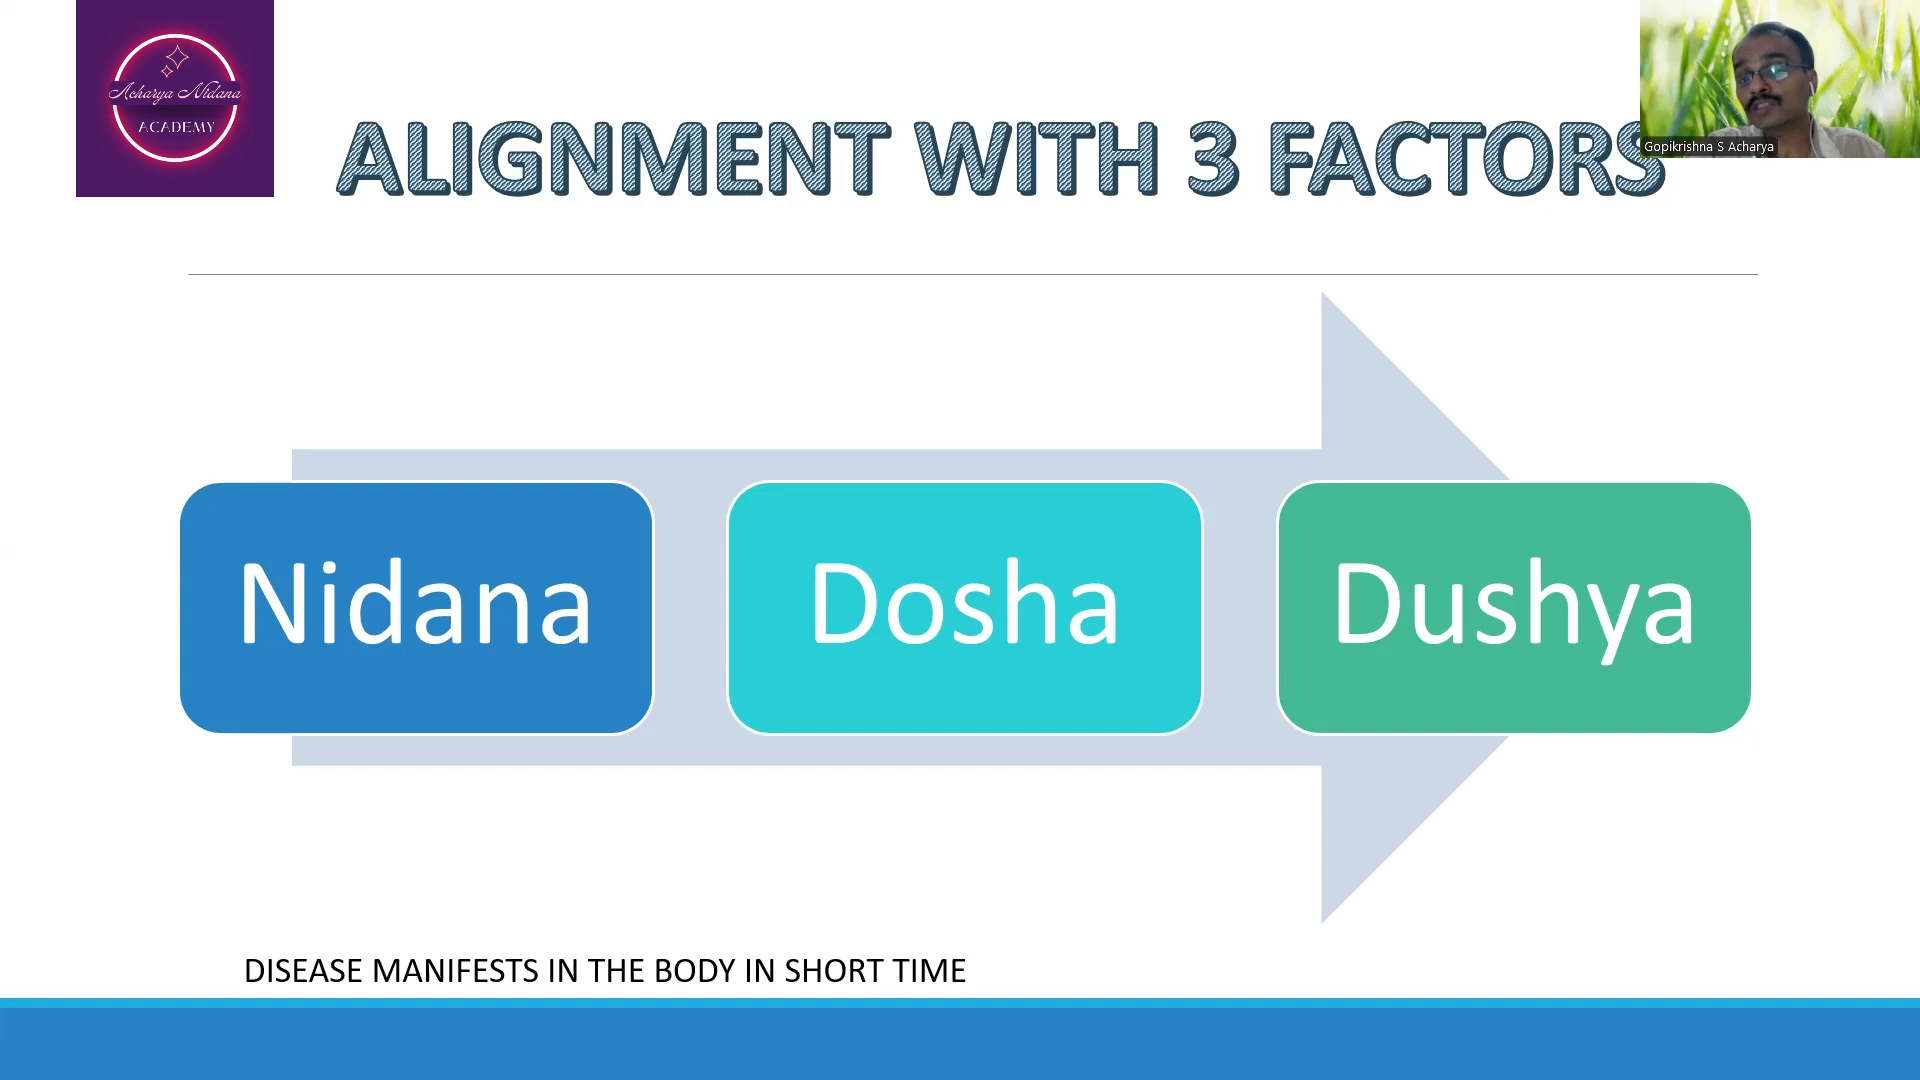 Acharya Nidana
ACADEMY
ALIGNMENT WITH 3 FACTORS
Gopikrishna S Acharya
Nidana
Dosha
Dushya
DISEASE MANIFESTS IN THE BODY IN SHORT TIME